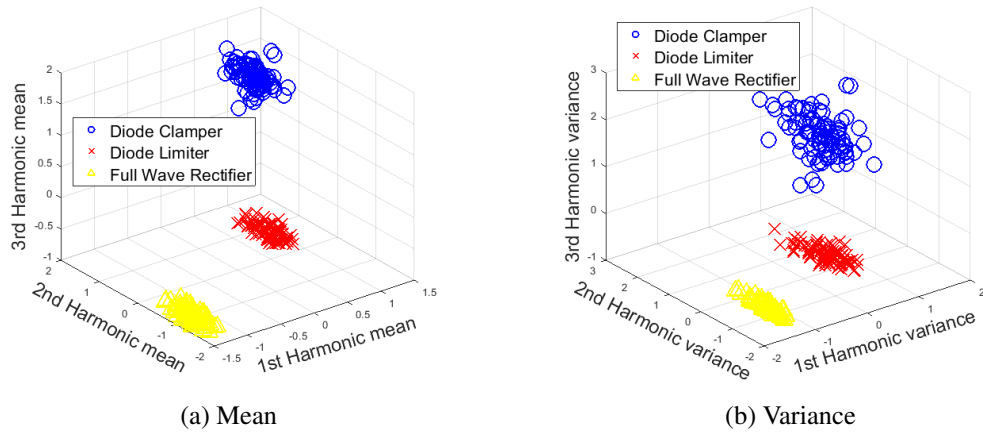 2
1.5
1
0.5
0
-0.5
-1
3rd Harmonic mean
Diode Clamper
Diode Limiter
Full Wave Rectifier
2
1
0
-1
-2
2nd Harmonic mean
-1.5
-1
-0.5
0
0.5
1
1.5
1st Harmonic mean
(a) Mean
Diode Clamper
Diode Limiter
Full Wave Rectifier
3
2
1
0
-1
3rd Harmonic variance
3
2
1
0
-1
-2
2nd Harmonic variance
-2
-1
0
1
2
1st Harmonic variance
(b) Variance